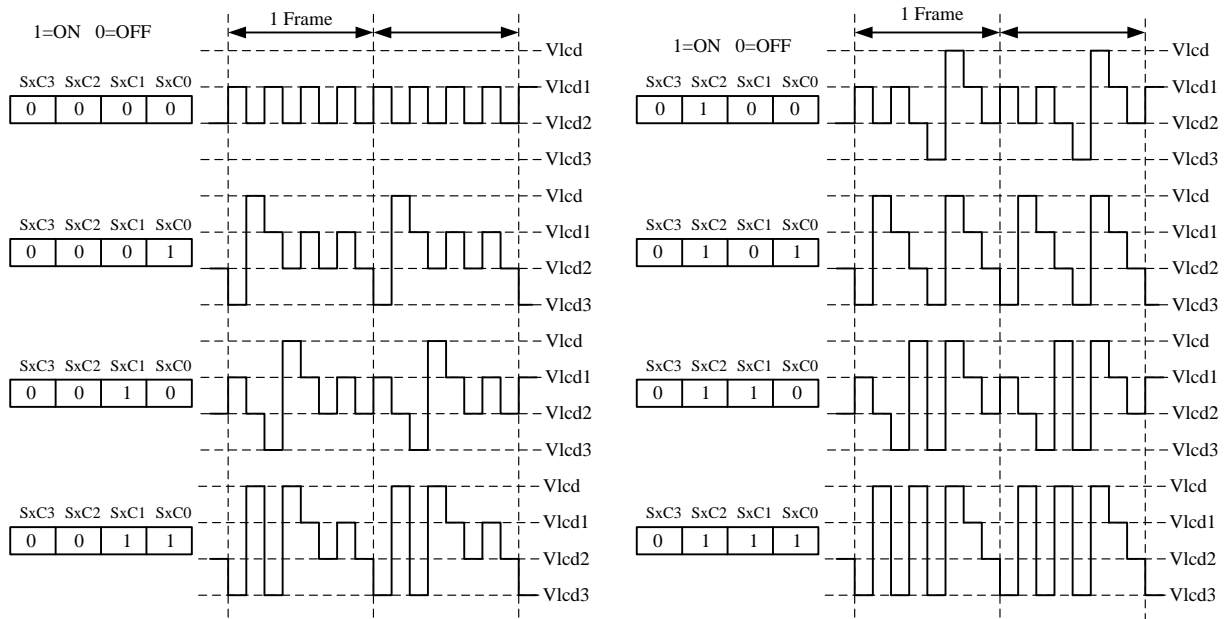 1 Frame
1=ON 0=OFF
Vlcd
SxC3 SxC2 SxC1 SxC0
Vlcd1
0 0 0 0
Vlcd2
Vlcd3
Vlcd
SxC3 SxC2 SxC1 SxC0
Vlcd1
0 0 0 1
Vlcd2
Vlcd3
Vlcd
SxC3 SxC2 SxC1 SxC0
Vlcd1
0 0 1 0
Vlcd2
Vlcd3
Vlcd
SxC3 SxC2 SxC1 SxC0
Vlcd1
0 0 1 1
Vlcd2
Vlcd3
1 Frame
1=ON 0=OFF
Vlcd
SxC3 SxC2 SxC1 SxC0
Vlcd1
0 1 0 0
Vlcd2
Vlcd3
Vlcd
SxC3 SxC2 SxC1 SxC0
Vlcd1
0 1 0 1
Vlcd2
Vlcd3
Vlcd
SxC3 SxC2 SxC1 SxC0
Vlcd1
0 1 1 0
Vlcd2
Vlcd3
Vlcd
SxC3 SxC2 SxC1 SxC0
Vlcd1
0 1 1 1
Vlcd2
Vlcd3